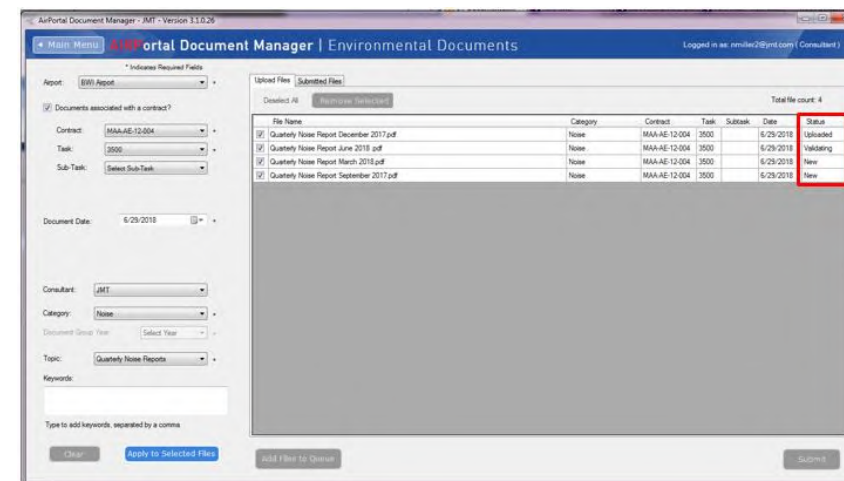 AirPortal Document Manager - JMT - Version 3.1.0.26
Main Menu AIRPortal Document Manager | Environmental Documents Logged in as: nmiller2@jmt.com ( Consultant )
* Indicates Required Fields
Airport: BWI Airport *
Documents associated with a contract?
Contract: MAA-AE-12-004 *
Task: 3500 *
Sub-Task: Select Sub-Task
Document Date: 6/29/2018 *
Consultant: JMT
Category: Noise *
Document Group Year: Select Year *
Topic: Quarterly Noise Reports *
Keywords:
Type to add keywords, separated by a comma
Clear Apply to Selected Files
Upload Files Submitted Files
Deselect All Remove Selected Total file count: 4
File Name Category Contract Task Subtask Date Status
Quarterly Noise Report December 2017.pdf Noise MAA-AE-12-004 3500 6/29/2018 Uploaded
Quarterly Noise Report June 2018 .pdf Noise MAA-AE-12-004 3500 6/29/2018 Validating
Quarterly Noise Report March 2018.pdf Noise MAA-AE-12-004 3500 6/29/2018 New
Quarterly Noise Report September 2017.pdf Noise MAA-AE-12-004 3500 6/29/2018 New
Add Files to Queue Submit